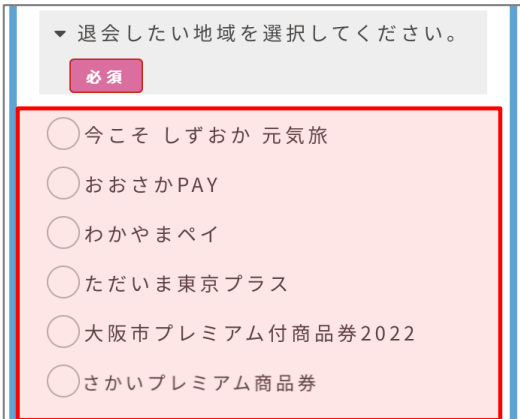 ▼ 退会したい地域を選択してください。
必須
今こそ しずおか 元気旅
おおさかPAY
わかやまペイ
ただいま東京プラス
大阪市プレミアム付商品券2022
さかいプレミアム商品券